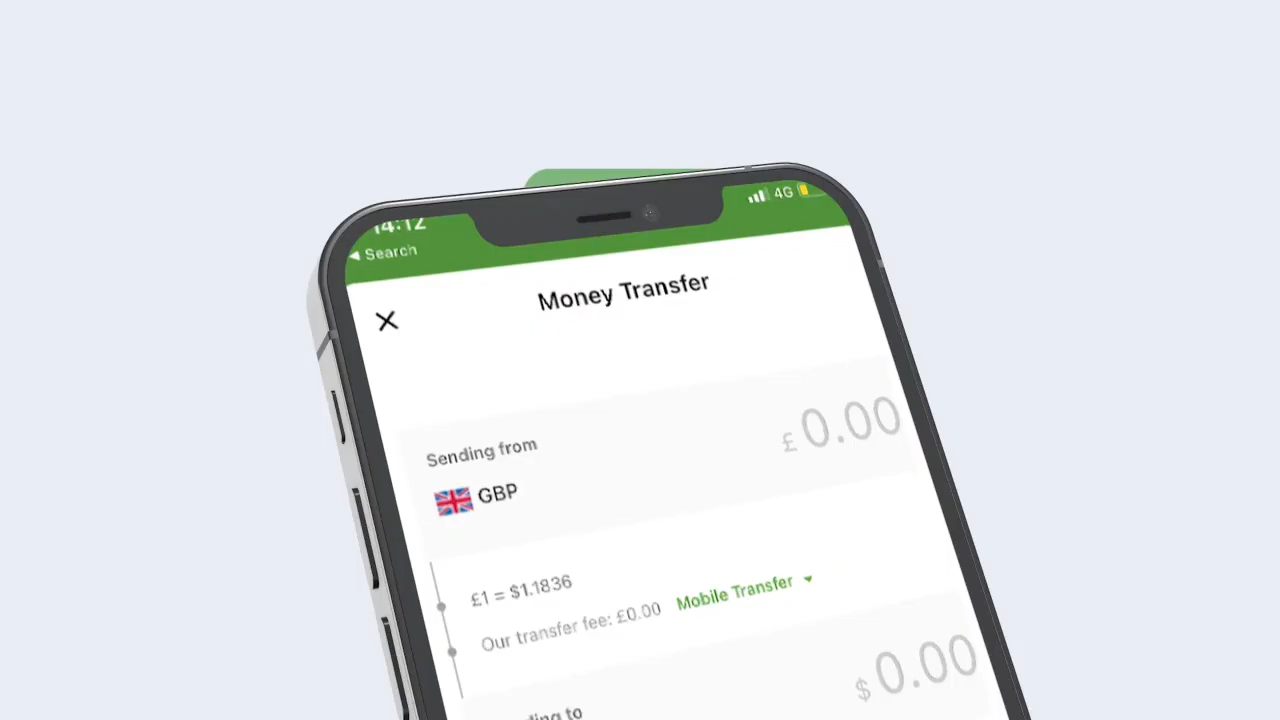 14:12
4G
◀ Search
Money Transfer
Sending from
£ 0.00
GBP
£1 = $1.1836
Our transfer fee: £0.00 Mobile Transfer
$ 0.00
to